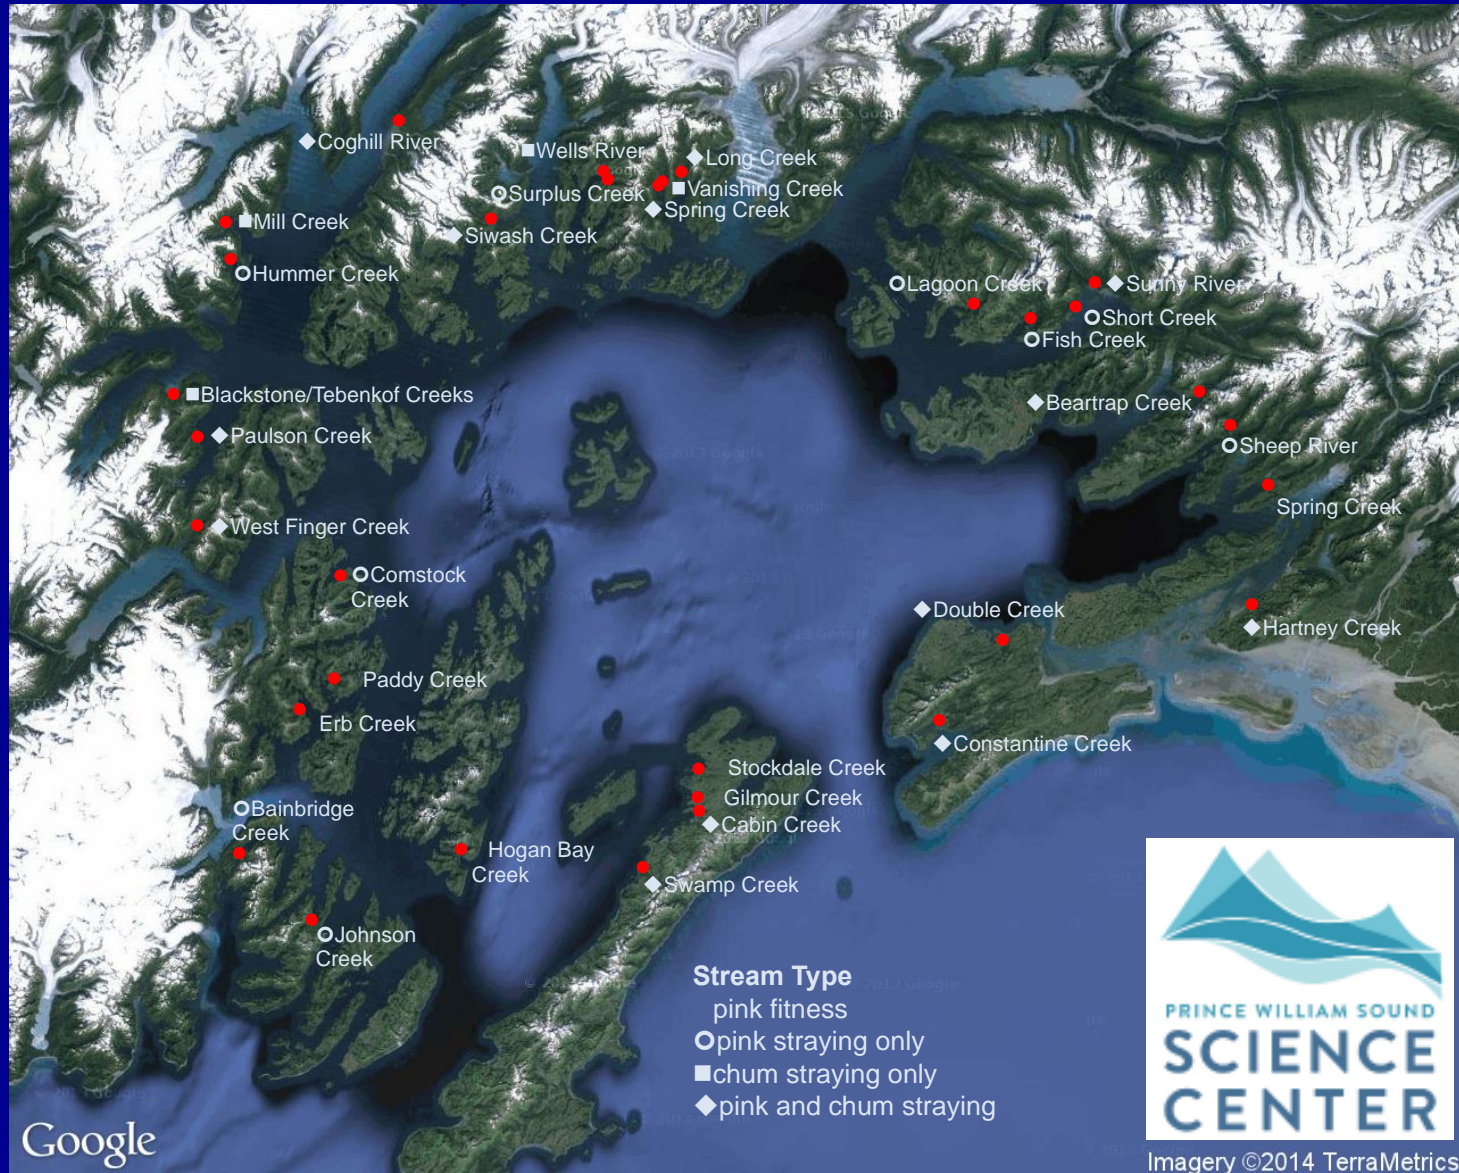 ◆Coghill River
■Wells River
◆Long Creek
■Vanishing Creek
○Surplus Creek
◆Spring Creek
◆Siwash Creek
■Mill Creek
○Hummer Creek
○Lagoon Creek
◆Sunny River
○Short Creek
○Fish Creek
■Blackstone/Tebenkof Creeks
◆Beartrap Creek
◆Paulson Creek
○Sheep River
Spring Creek
◆West Finger Creek
○Comstock
Creek
◆Double Creek
◆Hartney Creek
Paddy Creek
Erb Creek
◆Constantine Creek
Stockdale Creek
Gilmour Creek
○Bainbridge
Creek
◆Cabin Creek
Hogan Bay
Creek
◆Swamp Creek
○Johnson
Creek
Stream Type
pink fitness
○pink straying only
■chum straying only
◆pink and chum straying
PRINCE WILLIAM SOUND
SCIENCE
CENTER
Google
Imagery ©2014 TerraMetrics